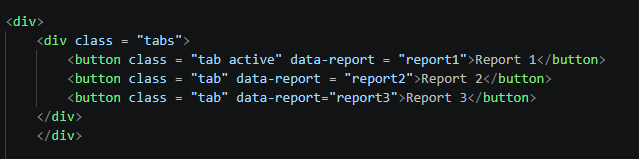 <div>
    <div class = "tabs">
        <button class = "tab active" data-report = "report1">Report 1</button>
        <button class = "tab" data-report = "report2">Report 2</button>
        <button class = "tab" data-report="report3">Report 3</button>
    </div>
    </div>